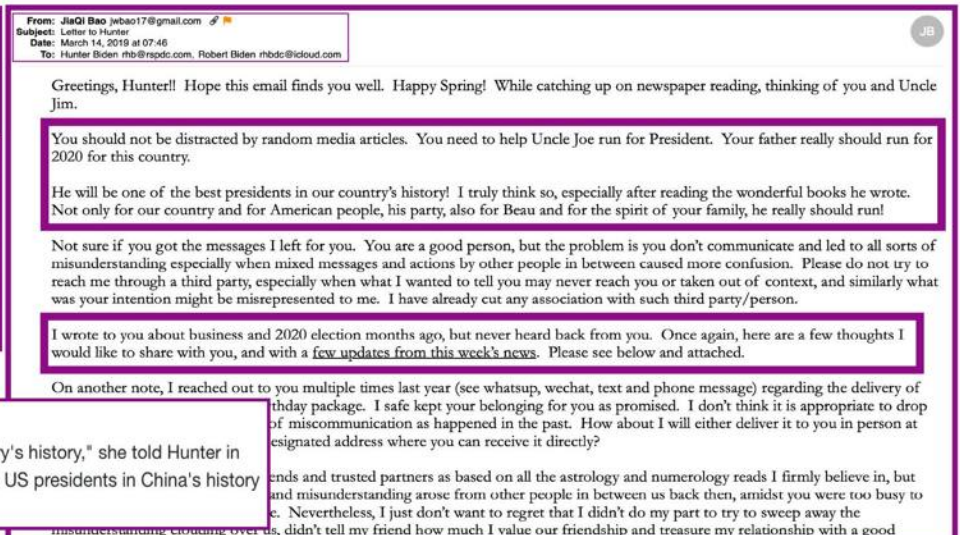 From: JiaQi Bao jwbao17@gmail.com
Subject: Letter to Hunter
Date: March 14, 2019 at 07:46
To: Hunter Biden rhb@rspdc.com, Robert Biden rhbdc@icloud.com
JB
Greetings, Hunter!! Hope this email finds you well. Happy Spring! While catching up on newspaper reading, thinking of you and Uncle
Jim.
You should not be distracted by random media articles. You need to help Uncle Joe run for President. Your father really should run for
2020 for this country.
He will be one of the best presidents in our country's history! I truly think so, especially after reading the wonderful books he wrote.
Not only for our country and for American people, his party, also for Beau and for the spirit of your family, he really should run!
Not sure if you got the messages I left for you. You are a good person, but the problem is you don't communicate and led to all sorts of
misunderstanding especially when mixed messages and actions by other people in between caused more confusion. Please do not try to
reach me through a third party, especially when what I wanted to tell you may never reach you or taken out of context, and similarly what
was your intention might be misrepresented to me. I have already cut any association with such third party/person.
I wrote to you about business and 2020 election months ago, but never heard back from you. Once again, here are a few thoughts I
would like to share with you, and with a few updates from this week's news. Please see below and attached.
On another note, I reached out to you multiple times last year (see whatsup, wechat, text and phone message) regarding the delivery of
thday package. I safe kept your belonging for you as promised. I don't think it is appropriate to drop
of miscommunication as happened in the past. How about I will either deliver it to you in person at
esignated address where you can receive it directly?
y's history," she told Hunter in
US presidents in China's history
ends and trusted partners as based on all the astrology and numerology reads I firmly believe in, but
and misunderstanding arose from other people in between us back then, amidst you were too busy to
e. Nevertheless, I just don't want to regret that I didn't do my part to try to sweep away the
misunderstanding clouding over us, didn't tell my friend how much I value our friendship and treasure my relationship with a good